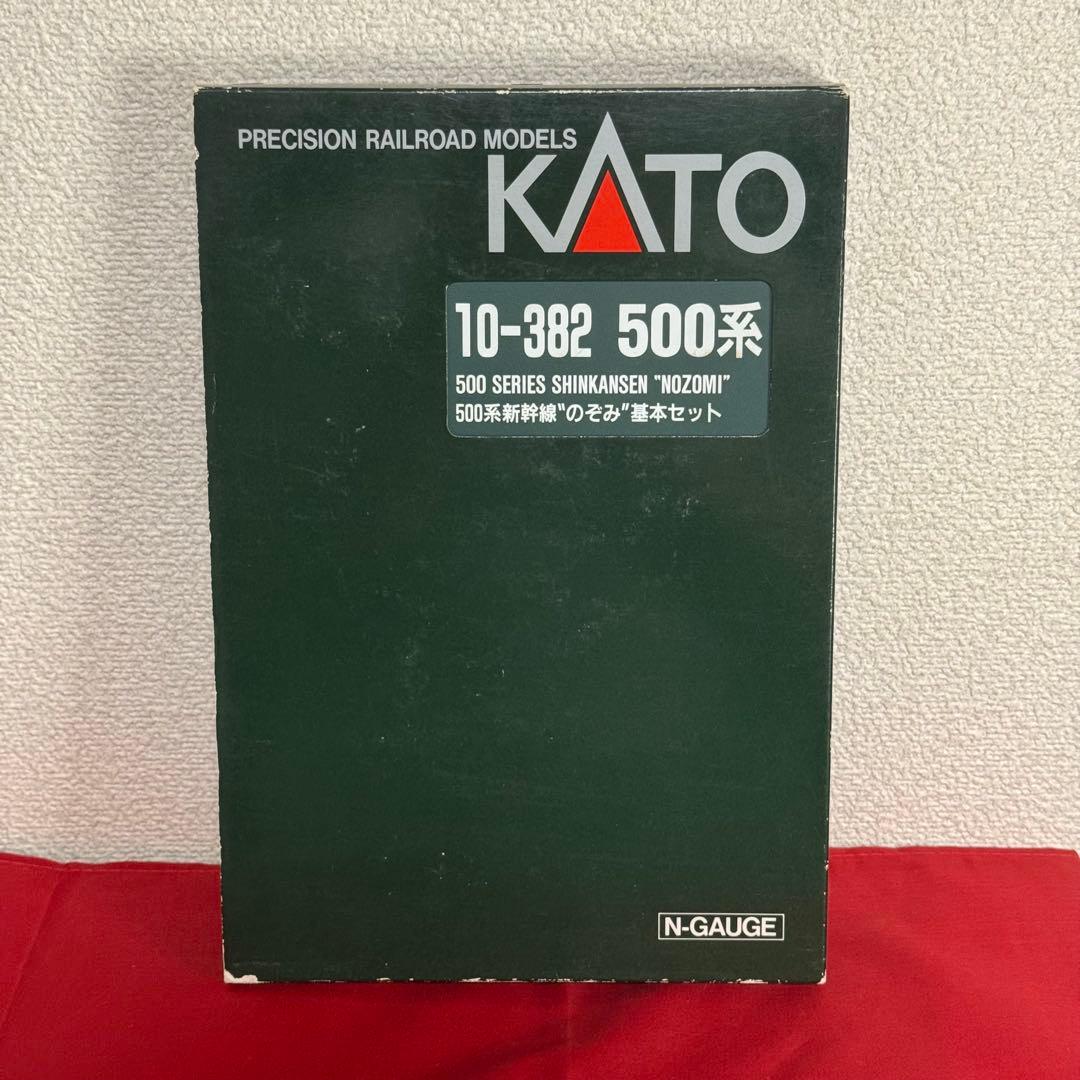 PRECISION RAILROAD MODELS
KATO
10-382 500系
500 SERIES SHINKANSEN "NOZOMI"
500系新幹線"のぞみ"基本セット
N-GAUGE